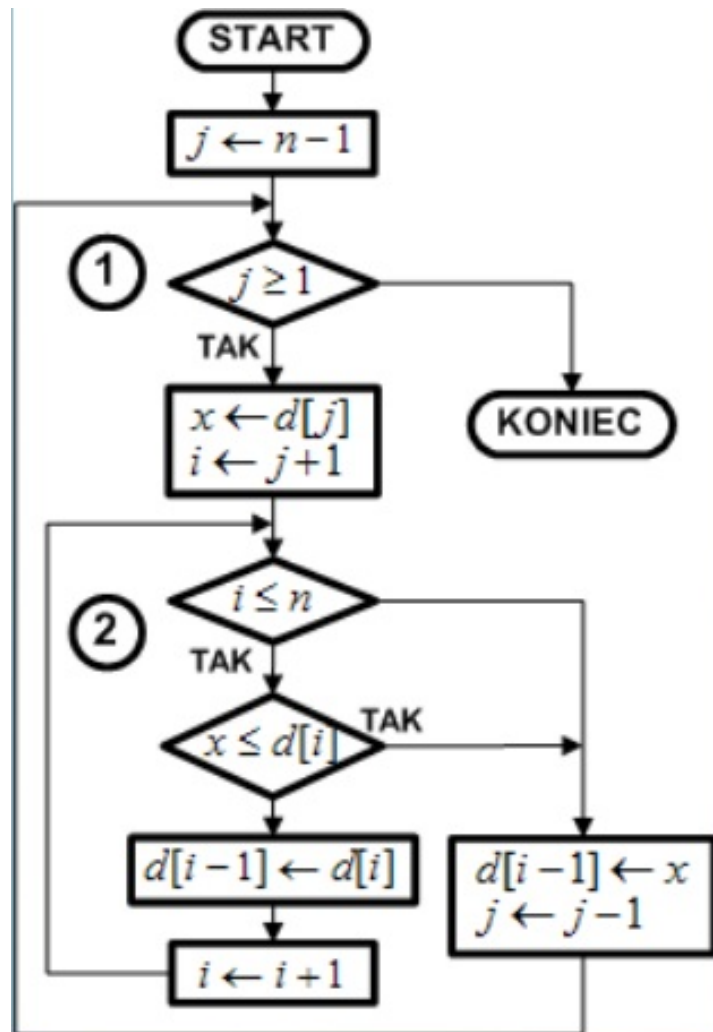 START
j ← n − 1
1
j ≥ 1
TAK
x ← d[j]
i ← j + 1
KONIEC
i ≤ n
2
TAK
x ≤ d[i]
TAK
d[i − 1] ← d[i]
i ← i + 1
d[i − 1] ← x
j ← j − 1